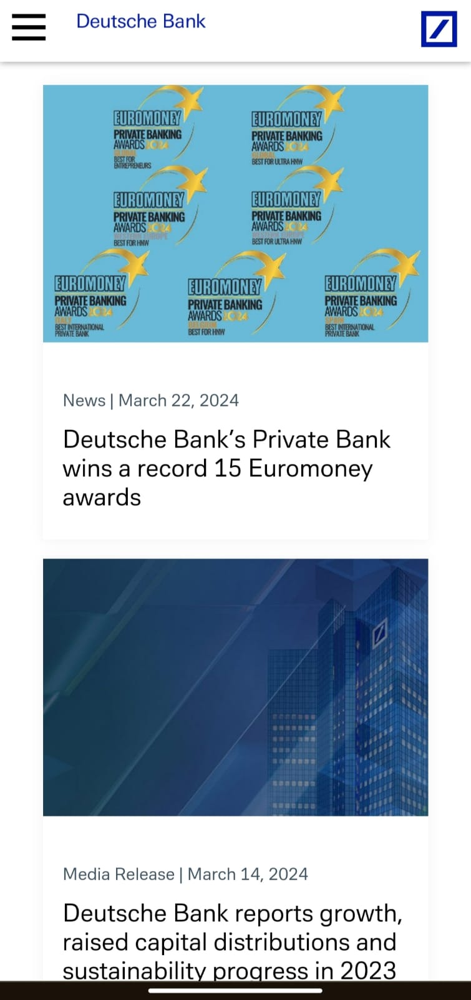 Deutsche Bank
EUROMONEY
PRIVATE BANKING
AWARDS 2024
GLOBAL
BEST FOR
ENTREPRENEURS
EUROMONEY
PRIVATE BANKING
AWARDS 2024
GLOBAL
BEST FOR ULTRA HNW
EUROMONEY
PRIVATE BANKING
AWARDS 2024
WESTERN EUROPE
BEST FOR HNW
EUROMONEY
PRIVATE BANKING
AWARDS 2024
WESTERN EUROPE
BEST FOR ULTRA HNW
EUROMONEY
PRIVATE BANKING
AWARDS 2024
ITALY
BEST INTERNATIONAL
PRIVATE BANK
EUROMONEY
PRIVATE BANKING
AWARDS 2024
BELGIUM
BEST FOR HNW
EUROMONEY
PRIVATE BANKING
AWARDS 2024
SPAIN
BEST INTERNATIONAL
PRIVATE BANK
News | March 22, 2024
Deutsche Bank’s Private Bank
wins a record 15 Euromoney
awards
Media Release | March 14, 2024
Deutsche Bank reports growth,
raised capital distributions and
sustainability progress in 2023